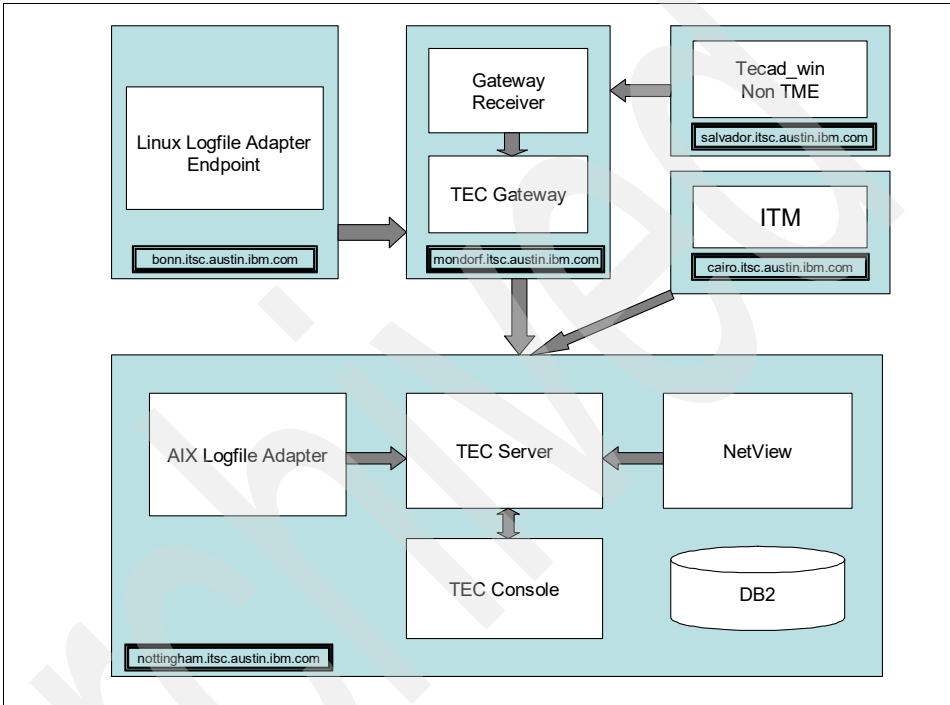 Linux Logfile Adapter
Endpoint
bonn.itsc.austin.ibm.com
Gateway
Receiver
TEC Gateway
mondorf.itsc.austin.ibm.com
Tecad_win
Non TME
salvador.itsc.austin.ibm.com
ITM
cairo.itsc.austin.ibm.com
AIX Logfile Adapter
TEC Server
NetView
TEC Console
DB2
nottingham.itsc.austin.ibm.com
rchived